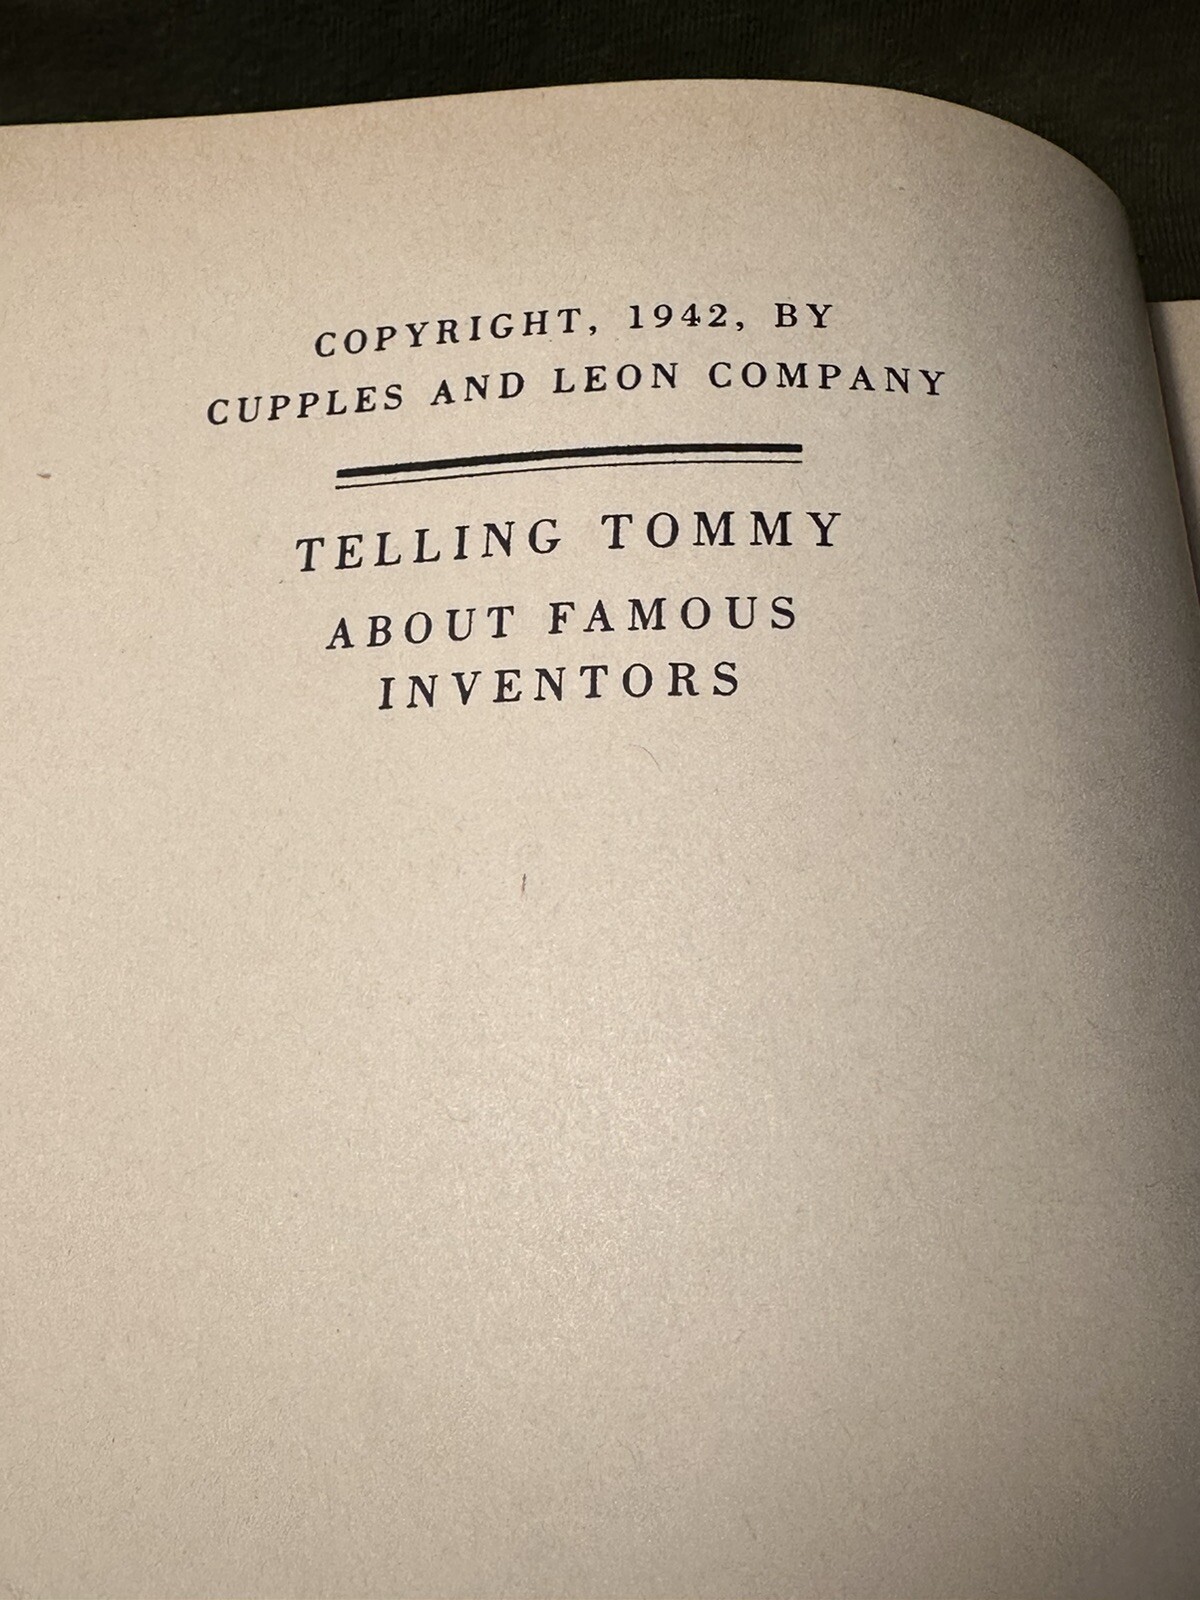 COPYRIGHT, 1942, BY
CUPPLES AND LEON COMPANY
TELLING TOMMY
ABOUT FAMOUS
INVENTORS